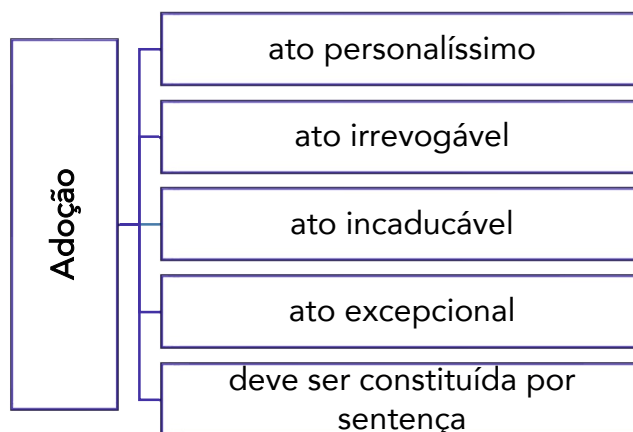 Adoção
ato personalíssimo
ato irrevogável
ato incaducável
ato excepcional
deve ser constituída por
sentença